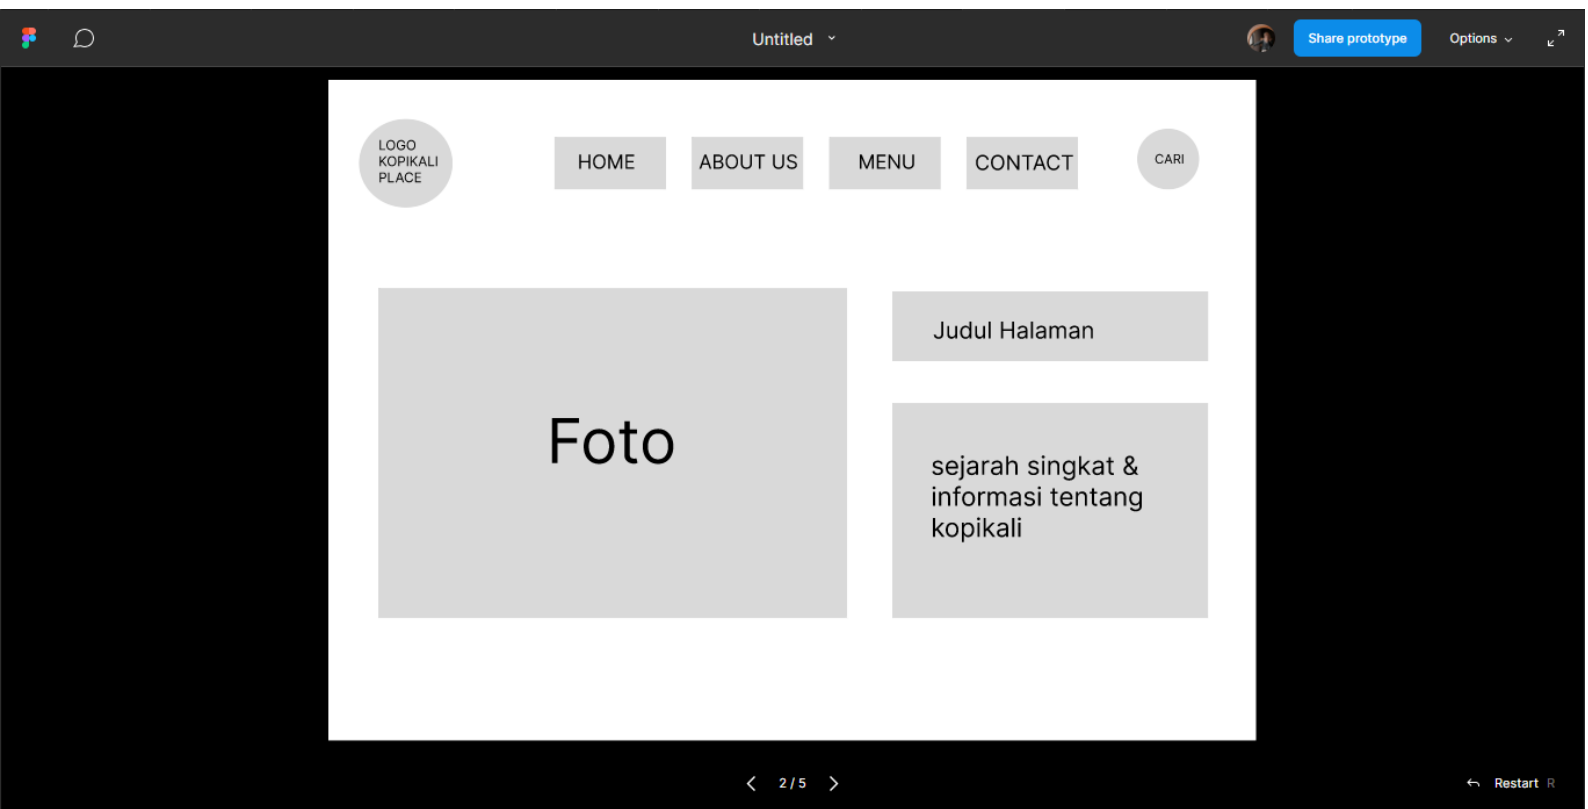 Untitled
Share prototype
Options
LOGO
KOPIKALI
PLACE
HOME
ABOUT US
MENU
CONTACT
CARI
Foto
Judul Halaman
sejarah singkat &
informasi tentang
kopikali
2 / 5
Restart R